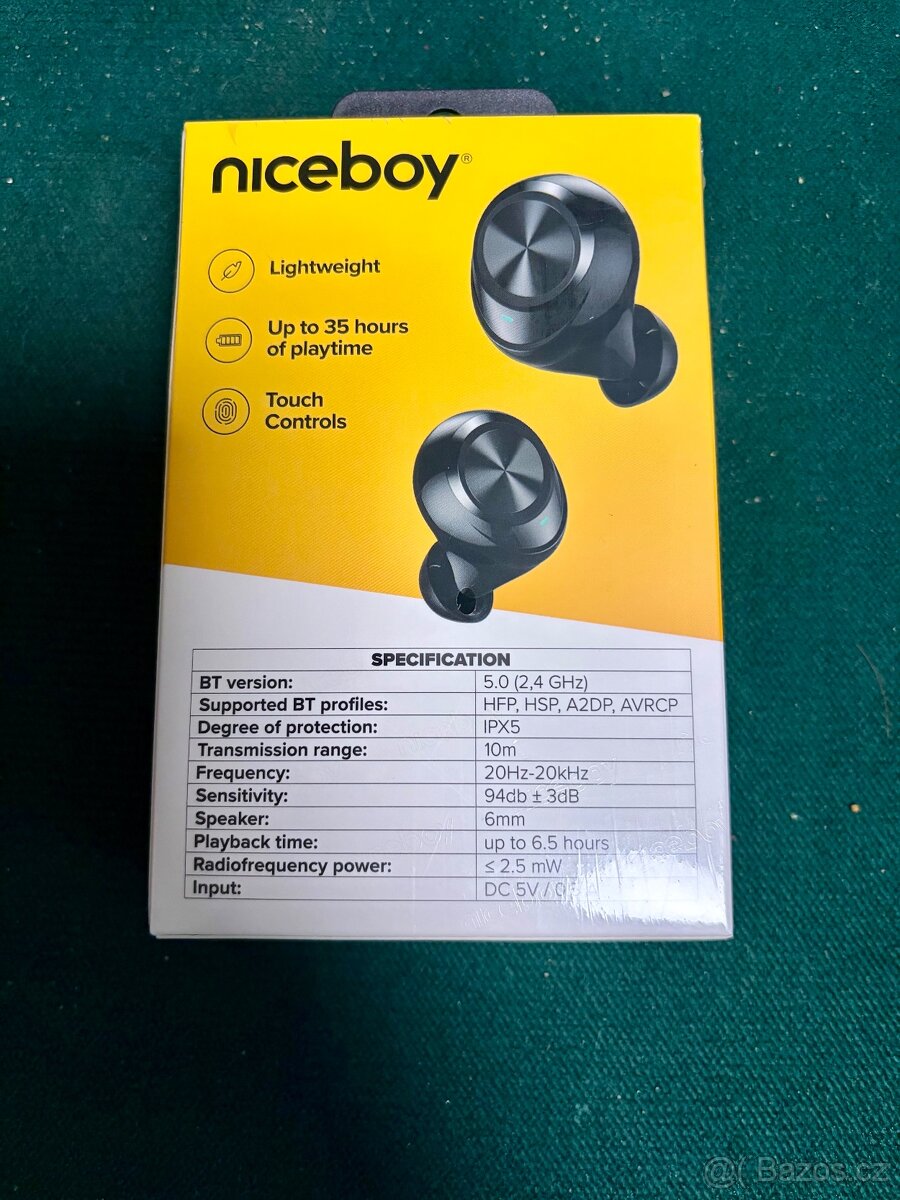 niceboy®
Lightweight
Up to 35 hours
of playtime
Touch
Controls
SPECIFICATION
BT version: 5.0 (2,4 GHz)
Supported BT profiles: HFP, HSP, A2DP, AVRCP
Degree of protection: IPX5
Transmission range: 10m
Frequency: 20Hz-20kHz
Sensitivity: 94db ± 3dB
Speaker: 6mm
Playback time: up to 6.5 hours
Radiofrequency power: ≤ 2.5 mW
Input: DC 5V /
@( Bazos.cz